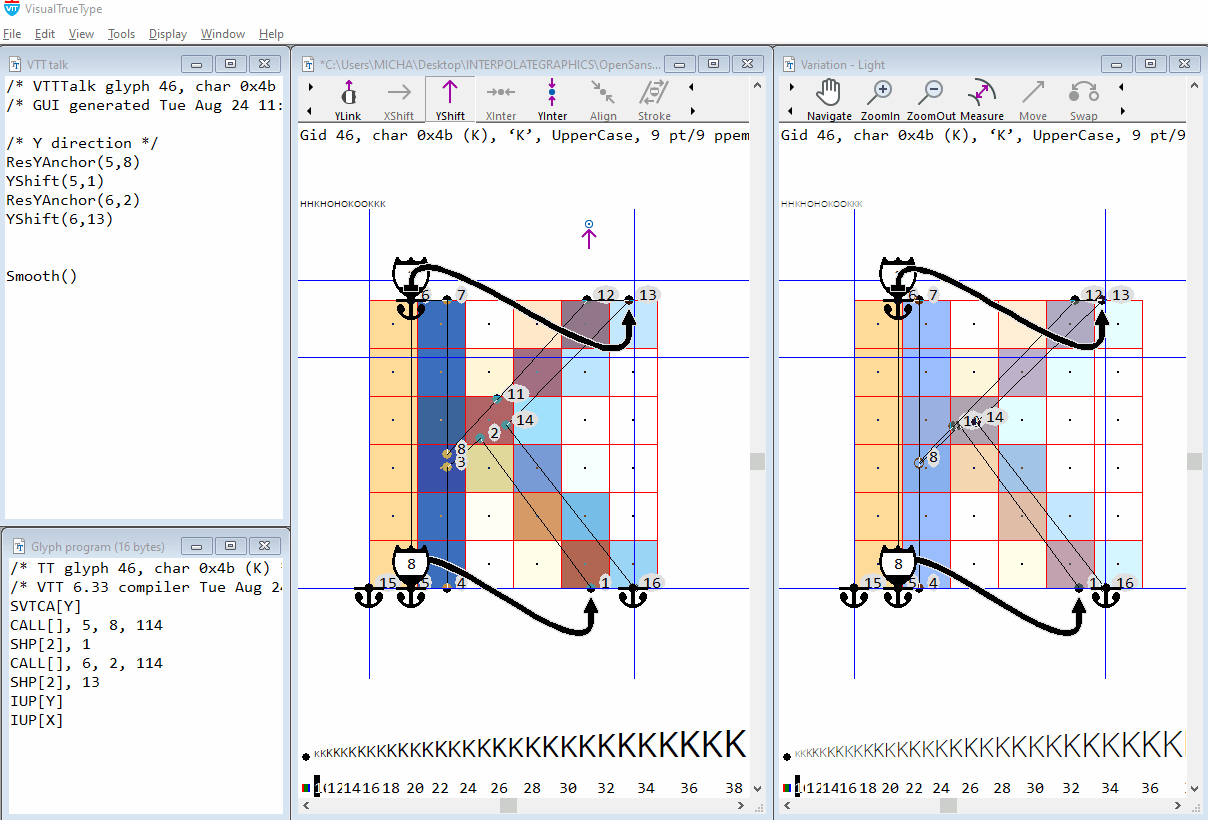 VisualTrueType
File Edit View Tools Display Window Help
VTT talk
/* VTTTalk glyph 46, char 0x4b
/* GUI generated Tue Aug 24 11:
/* Y direction */
ResYAnchor(5,8)
YShift(5,1)
ResYAnchor(6,2)
YShift(6,13)
Smooth()
Glyph program (16 bytes)
/* TT glyph 46, char 0x4b (K)
/* VTT 6.33 compiler Tue Aug 24
SVTCA[Y]
CALL[], 5, 8, 114
SHP[2], 1
CALL[], 6, 2, 114
SHP[2], 13
IUP[Y]
IUP[X]
*C:\Users\MICHA\Desktop\INTERPOLATEGRAPHICS\OpenSans...
YLink XShift YShift XInter YInter Align Stroke
Gid 46, char 0x4b (K), ‘K’, UpperCase, 9 pt/9 ppem
HHKHOHOKOOKKK
6 7 12 13
11
14
2
8
3
8
15 5 4 1 16
KKKKKKKKKKKKKKKKKKKKKKKKKKK
12 14 16 18 20 22 24 26 28 30 32 34 36 38
Variation - Light
Navigate ZoomIn ZoomOut Measure Move Swap
Gid 46, char 0x4b (K), ‘K’, UpperCase, 9 pt/9
HHKHOHOKOOKKK
6 7 12 13
14
8
8
15 5 4 1 16
KKKKKKKKKKKKKKKKKKKKKKKKKK
12 14 16 18 20 22 24 26 28 30 32 34 36